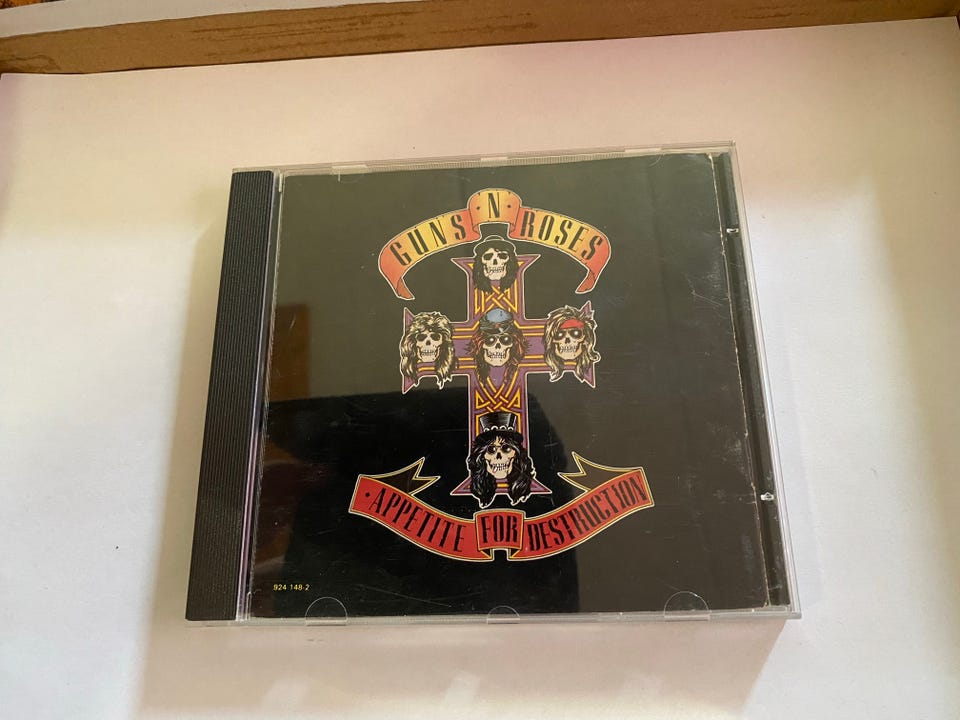 GUNS ·N· ROSES
·APPETITE FOR DESTRUCTION
924 148-2